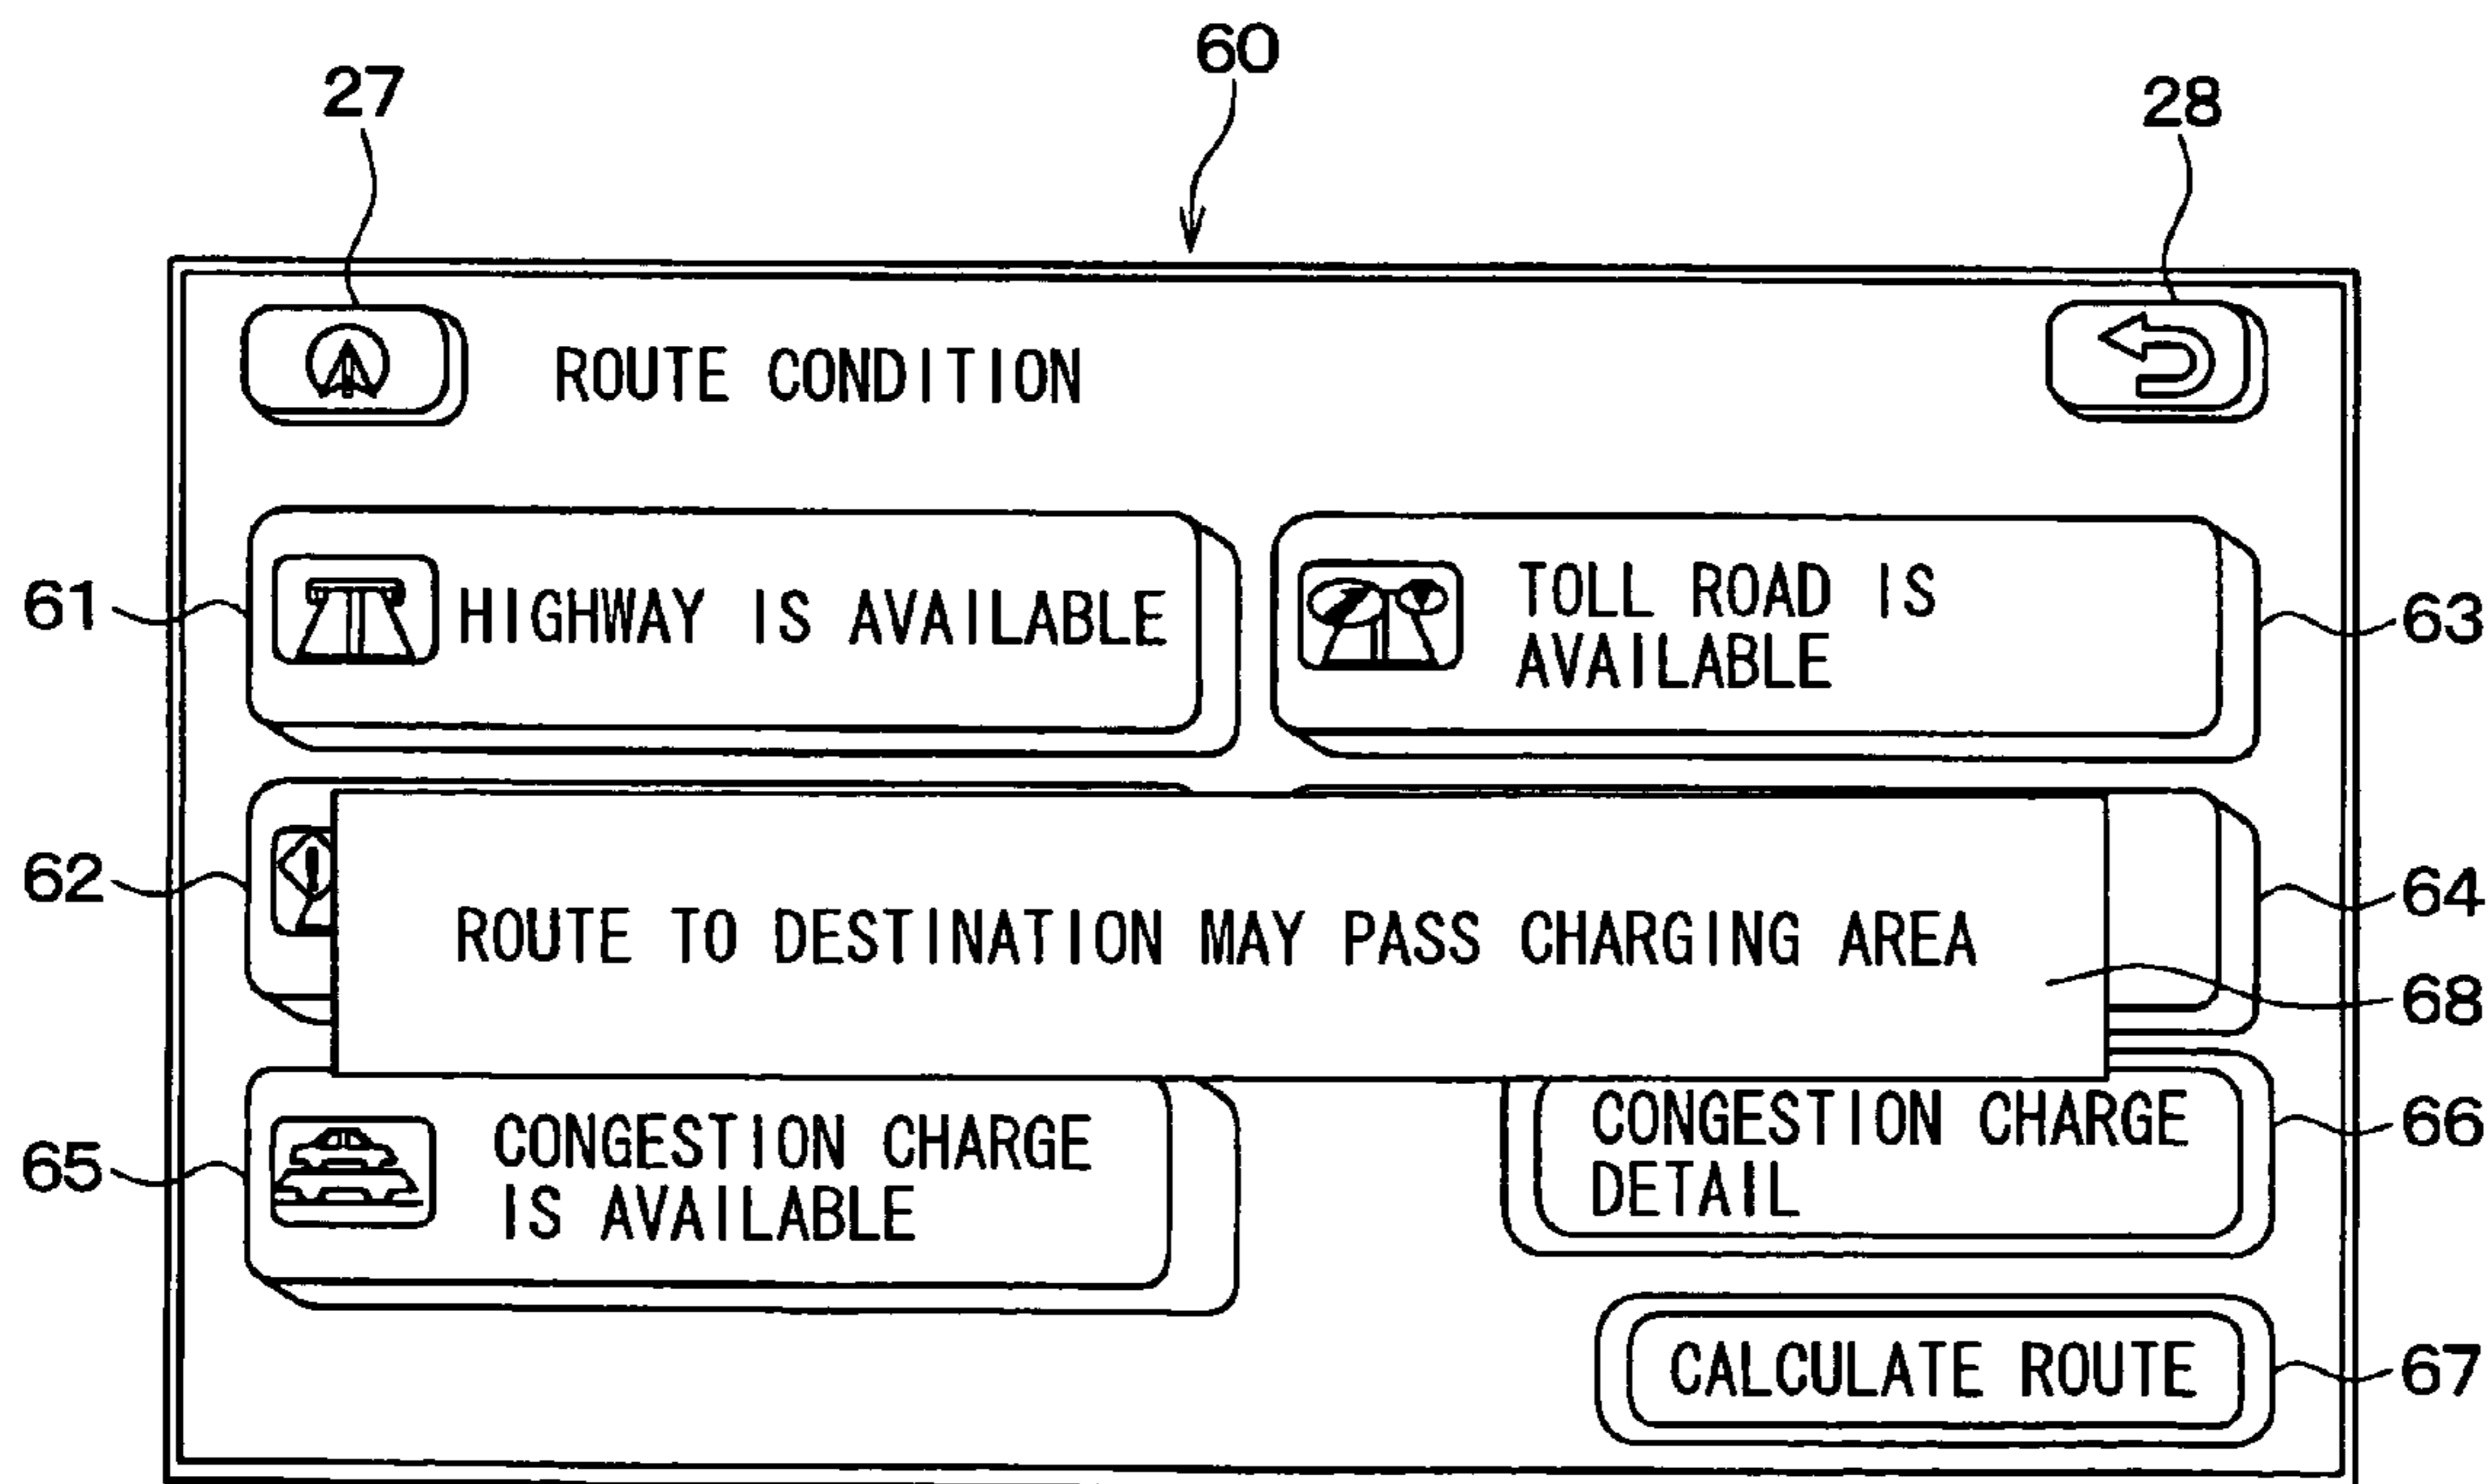 60
27
28
ROUTE CONDITION
61
HIGHWAY IS AVAILABLE
TOLL ROAD IS
AVAILABLE
63
62
64
ROUTE TO DESTINATION MAY PASS CHARGING AREA
68
65
CONGESTION CHARGE
IS AVAILABLE
CONGESTION CHARGE
DETAIL
66
CALCULATE ROUTE
67